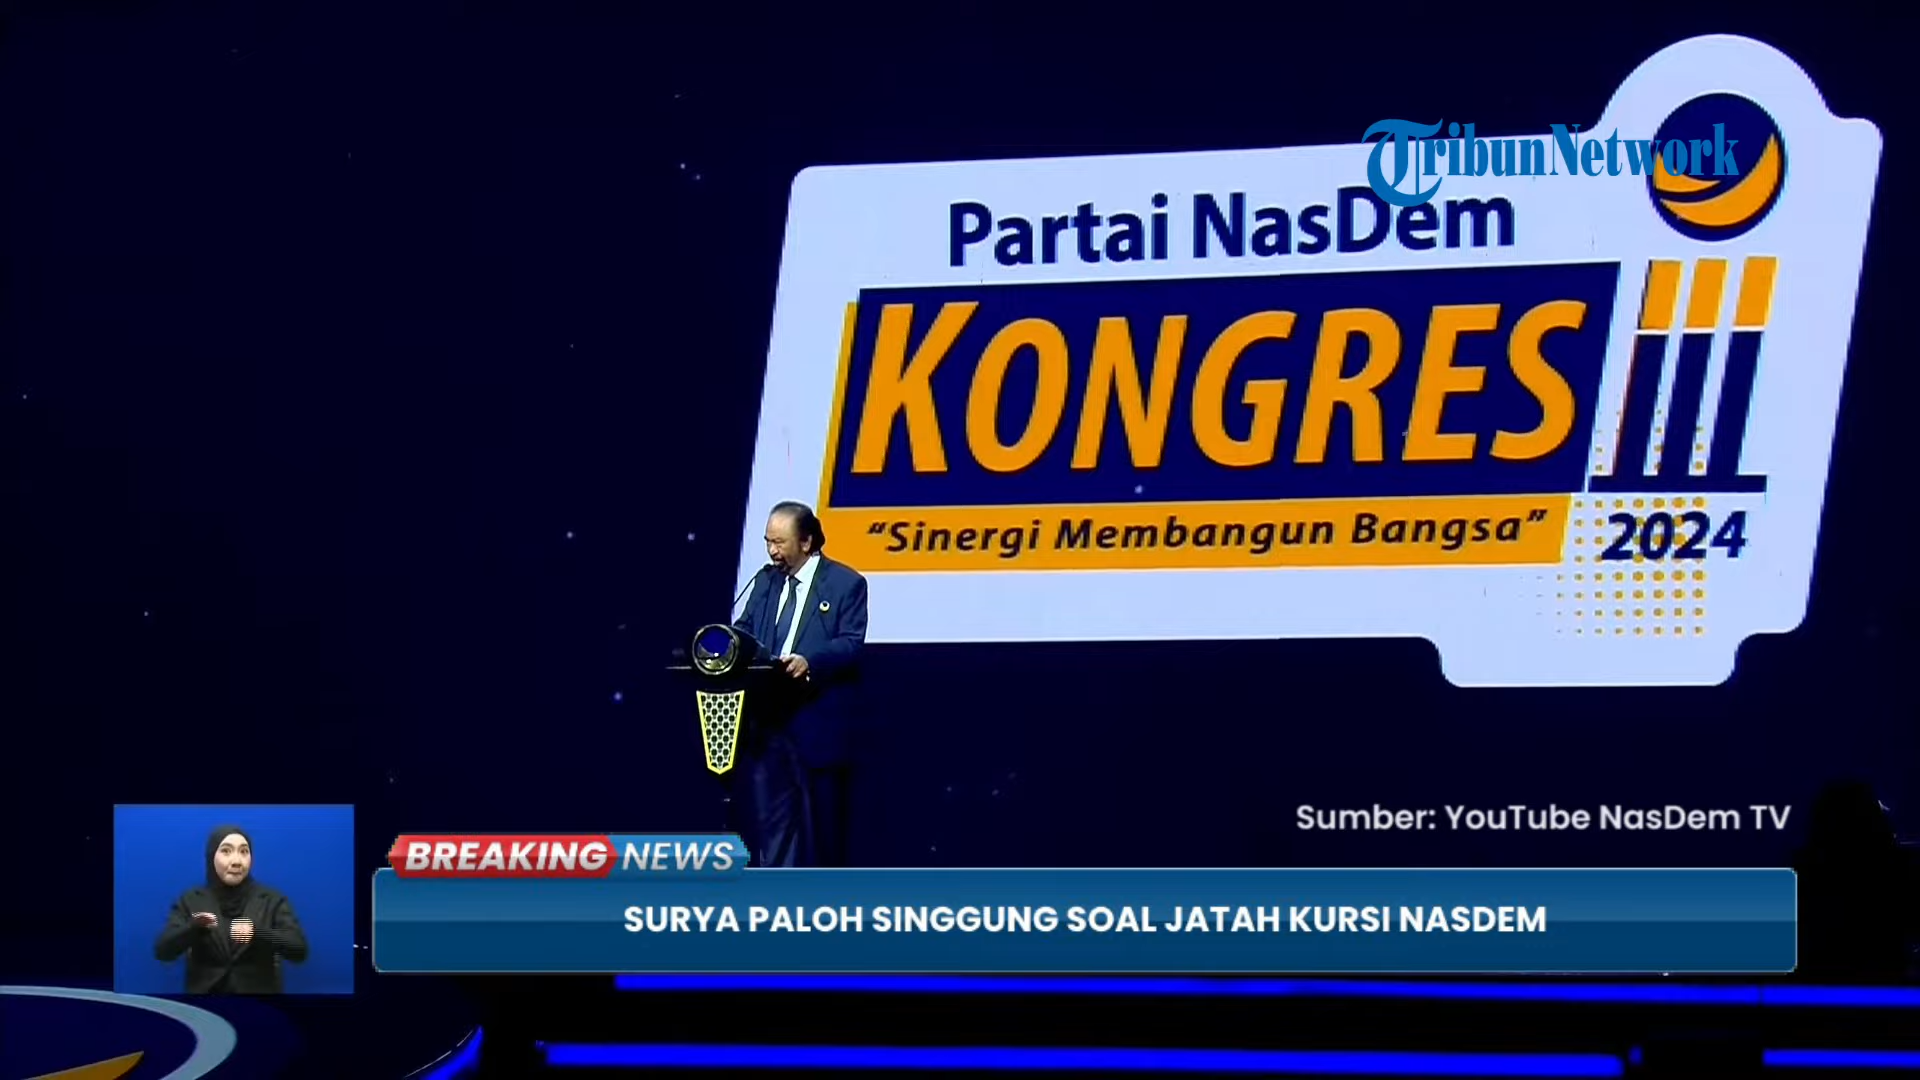 TribunNetwork
Partai NasDem
KONGRES III
"Sinergi Membangun Bangsa"
2024
Sumber: YouTube NasDem TV
BREAKING NEWS
SURYA PALOH SINGGUNG SOAL JATAH KURSI NASDEM